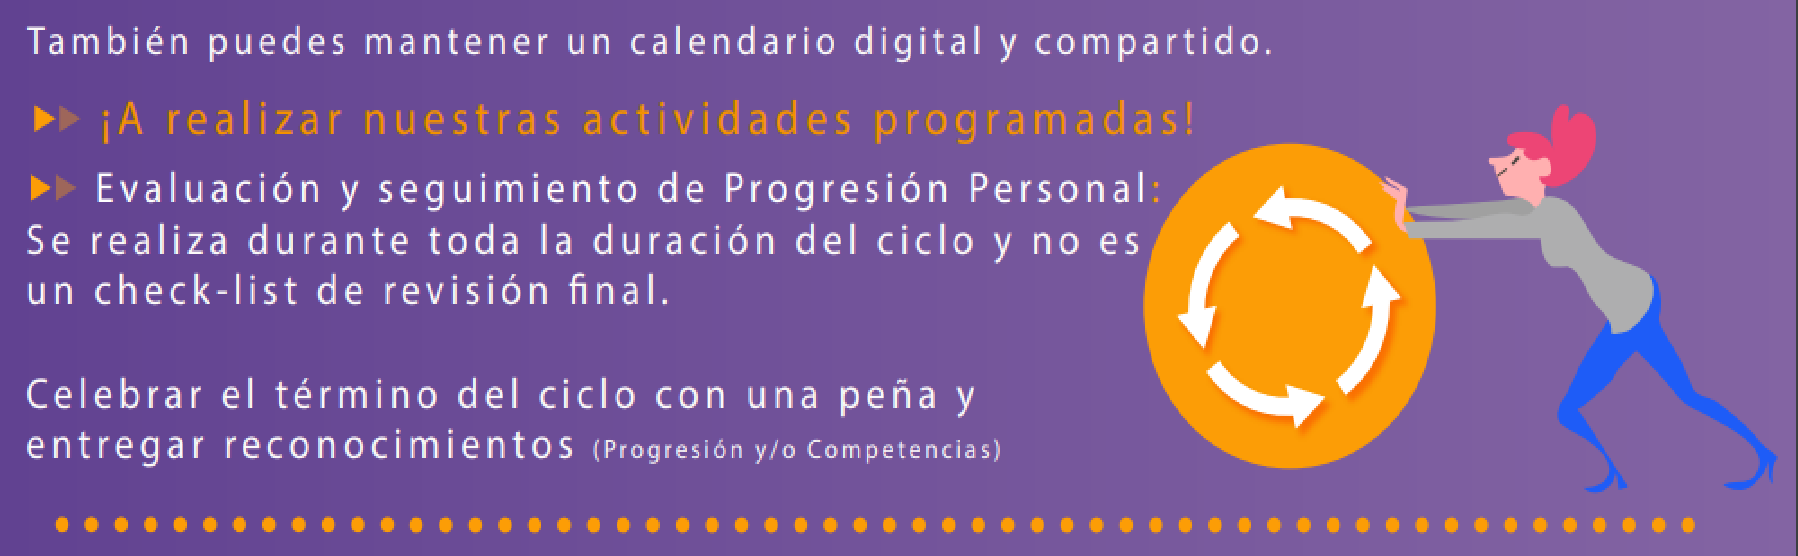 También puedes mantener un calendario digital y compartido.
¡A realizar nuestras actividades programadas!
Evaluación y seguimiento de Progresión Personal:
Se realiza durante toda la duración del ciclo y no es
un check-list de revisión final.
Celebrar el término del ciclo con una peña y
entregar reconocimientos (Progresión y/o Competencias)